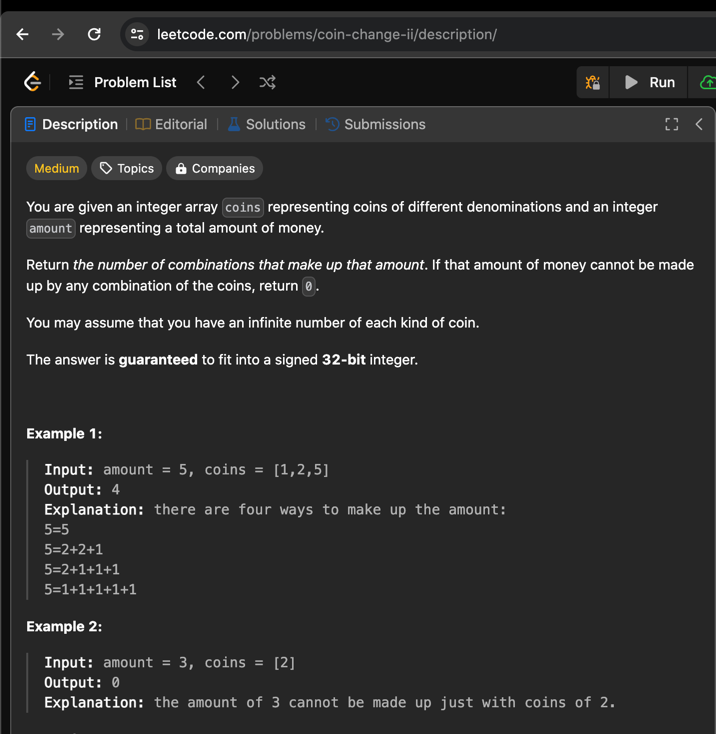 leetcode.com/problems/coin-change-ii/description/
Problem List
Run
Description
Editorial
Solutions
Submissions
Medium
Topics
Companies
You are given an integer array coins representing coins of different denominations and an integer
amount representing a total amount of money.
Return the number of combinations that make up that amount. If that amount of money cannot be made
up by any combination of the coins, return 0.
You may assume that you have an infinite number of each kind of coin.
The answer is guaranteed to fit into a signed 32-bit integer.
Example 1:
Input: amount = 5, coins = [1,2,5]
Output: 4
Explanation: there are four ways to make up the amount:
5=5
5=2+2+1
5=2+1+1+1
5=1+1+1+1+1
Example 2:
Input: amount = 3, coins = [2]
Output: 0
Explanation: the amount of 3 cannot be made up just with coins of 2.